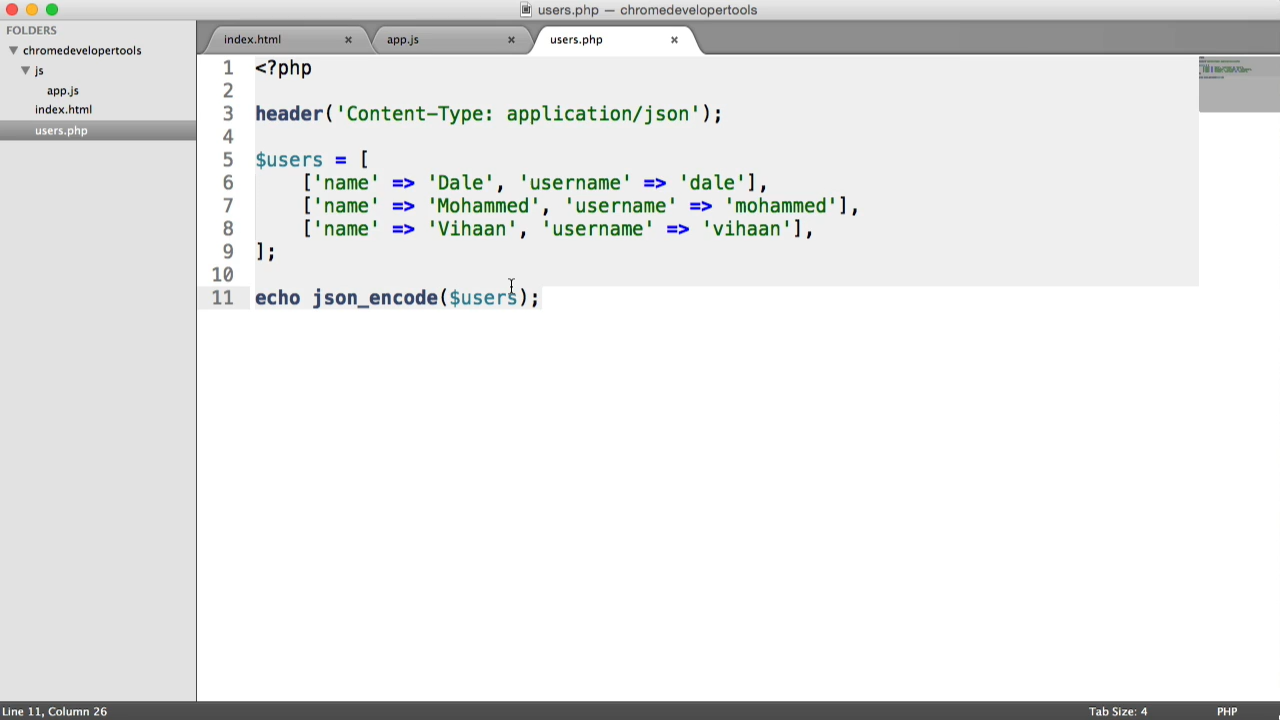 users.php — chromedevelopertools
FOLDERS
chromedevelopertools
js
app.js
index.html
users.php
index.html ×
app.js ×
users.php ×
1 <?php
2
3 header('Content-Type: application/json');
4
5 $users = [
6     ['name' => 'Dale', 'username' => 'dale'],
7     ['name' => 'Mohammed', 'username' => 'mohammed'],
8     ['name' => 'Vihaan', 'username' => 'vihaan'],
9 ];
10
11 echo json_encode($users);
Line 11, Column 26
Tab Size: 4
PHP